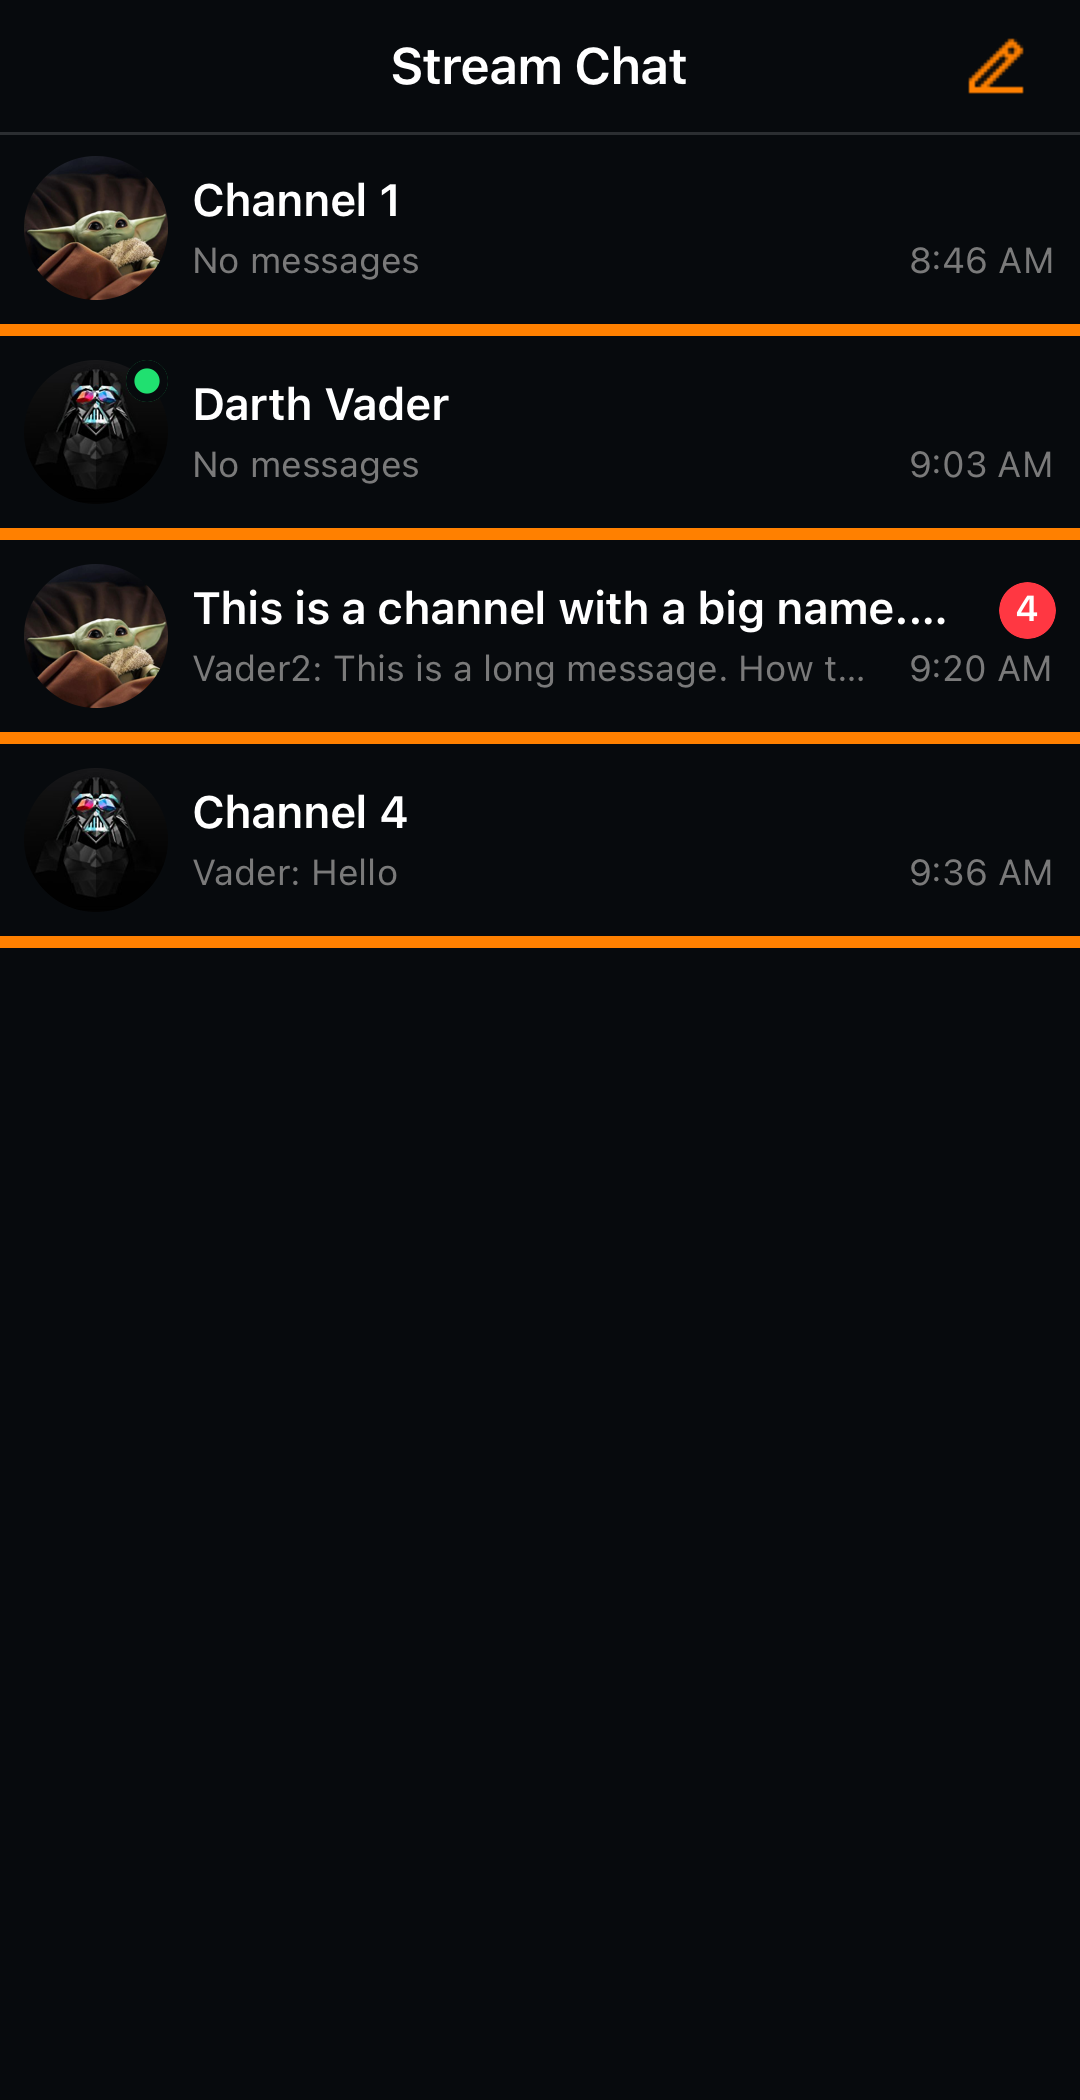 Stream Chat
Channel 1
No messages
8:46 AM
Darth Vader
No messages
9:03 AM
This is a channel with a big name....
4
Vader2: This is a long message. How t...
9:20 AM
Channel 4
Vader: Hello
9:36 AM